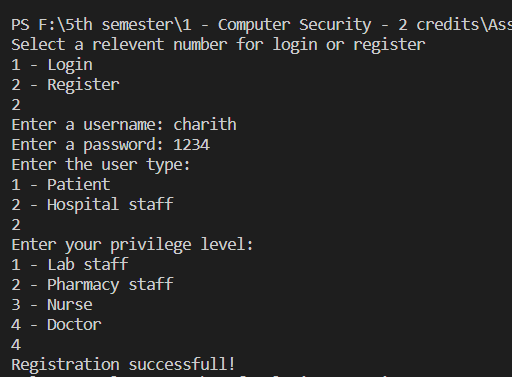 PS F:\5th semester\1 - Computer Security - 2 credits\Ass
Select a relevent number for login or register
1 - Login
2 - Register
2
Enter a username: charith
Enter a password: 1234
Enter the user type:
1 - Patient
2 - Hospital staff
2
Enter your privilege level:
1 - Lab staff
2 - Pharmacy staff
3 - Nurse
4 - Doctor
4
Registration successfull!